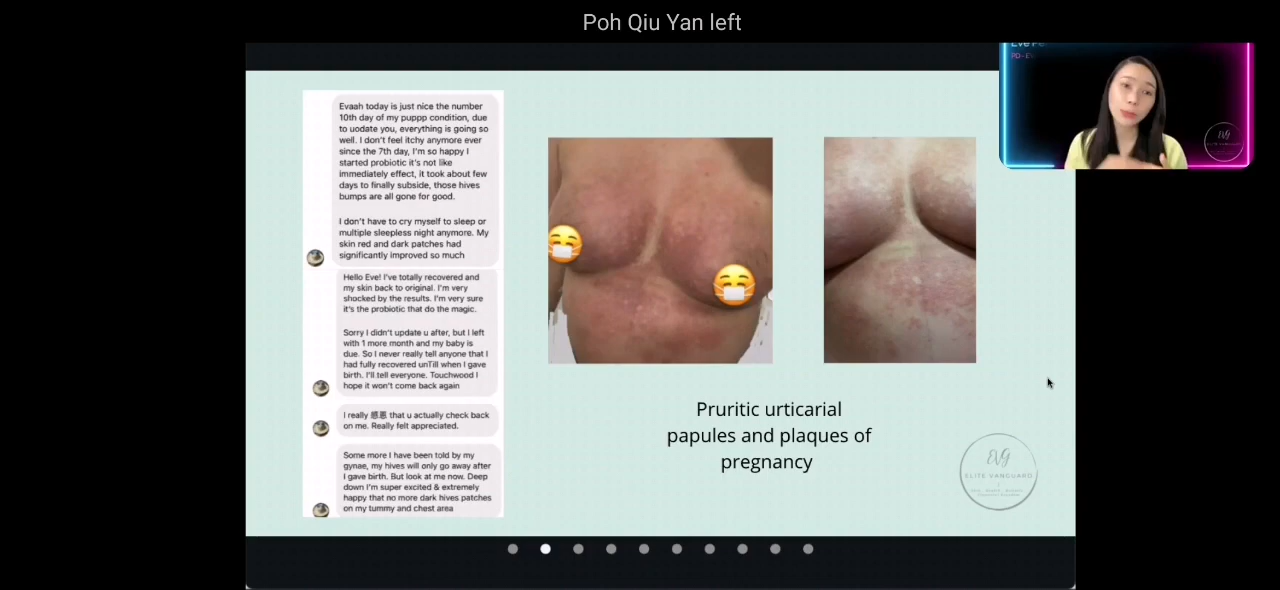 Poh Qiu Yan left
Evaah today is just nice the number
10th day of my puppp condition, due
to uodate you, everything is going so
well. I don't feel itchy anymore ever
since the 7th day, I'm so happy I
started probiotic it's not like
immediately effect, it took about few
days to finally subside, those hives
bumps are all gone for good.
I don't have to cry myself to sleep or
multiple sleepless night anymore. My
skin red and dark patches had
significantly improved so much
Hello Eve! I've totally recovered and
my skin back to original. I'm very
shocked by the results. I'm very sure
it's the probiotic that do the magic.
Sorry I didn't update u after, but I left
with 1 more month and my baby is
due. So I never really tell anyone that I
had fully recovered unTill when I gave
birth. I'll tell everyone. Touchwood I
hope it won't come back again
I really 感恩 that u actually check back
on me. Really felt appreciated.
Some more I have been told by my
gynae, my hives will only go away after
I gave birth. But look at me now. Deep
down I'm super excited & extremely
happy that no more dark hives patches
on my tummy and chest area
Pruritic urticarial
papules and plaques of
pregnancy
EVG
ELITE VANGUARD
EVG